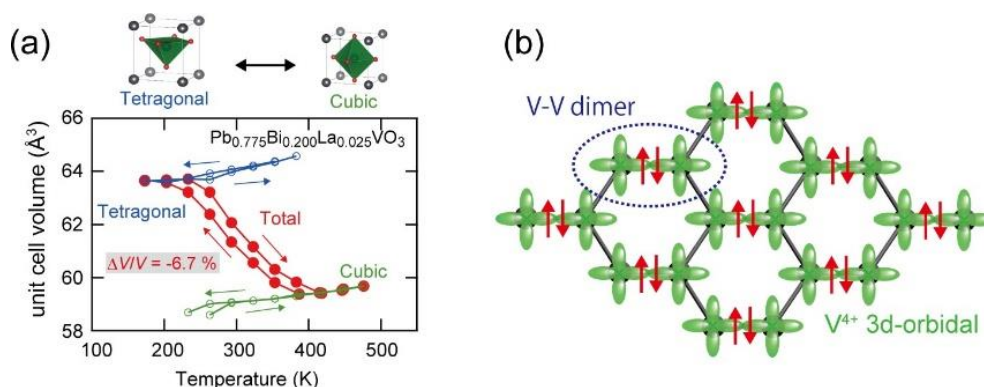 (a)
Tetragonal
Cubic
Pb0.775Bi0.200La0.025VO3
unit cell volume (Å³)
66
64
62
60
58
Tetragonal
Total
ΔV/V = -6.7 %
Cubic
100
200
300
400
500
Temperature (K)
(b)
V-V dimer
V⁴⁺ 3d-orbidal